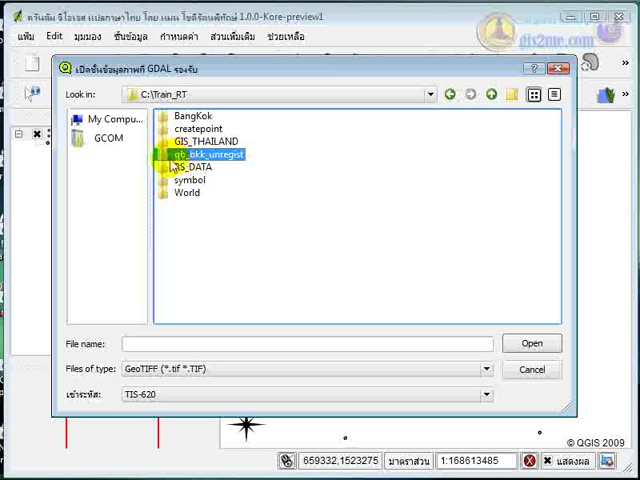 ควันตัม จีไอเอส แปลภาษาไทย โดย แมน โชติรัตนพิทักษ์ 1.0.0-Kore-preview1
gis2me.com
แฟ้ม Edit มุมมอง ชั้นข้อมูล กำหนดค่า ส่วนเพิ่มเติม ช่วยเหลือ
เปิดชั้นข้อมูลภาพที่ GDAL รองรับ
Look in: C:\Train_RT
My Compu...
GCOM
BangKok
createpoint
GIS_THAILAND
qb_bkk_unregist
RS_DATA
symbol
World
File name: Open
Files of type: GeoTIFF (*.tif *.TIF) Cancel
เข้ารหัส: TIS-620
© QGIS 2009
659332,1523275 มาตราส่วน 1:168613485 แสดงผล